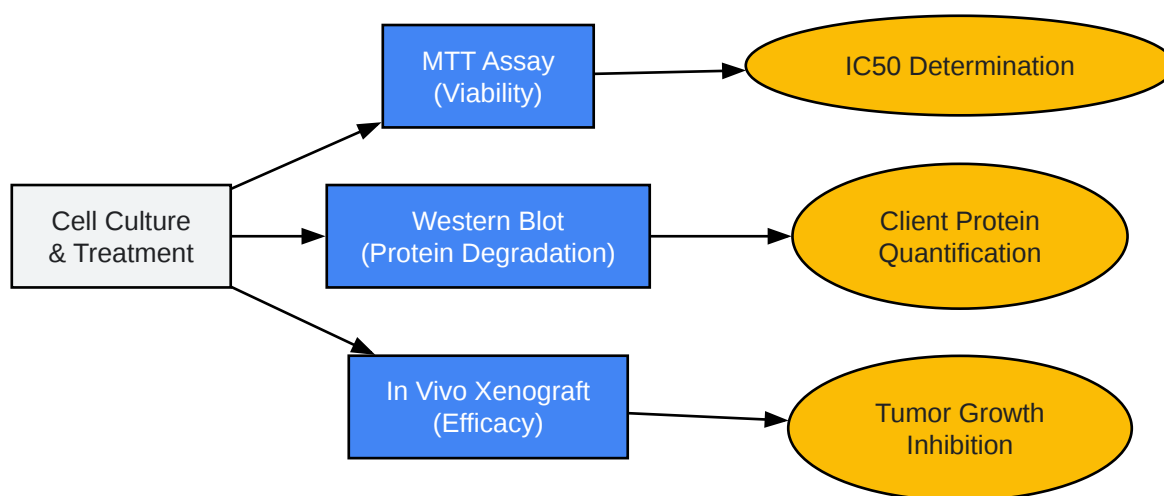 MTT Assay
(Viability)
IC50 Determination
Cell Culture
& Treatment
Western Blot
(Protein Degradation)
Client Protein
Quantification
In Vivo Xenograft
(Efficacy)
Tumor Growth
Inhibition